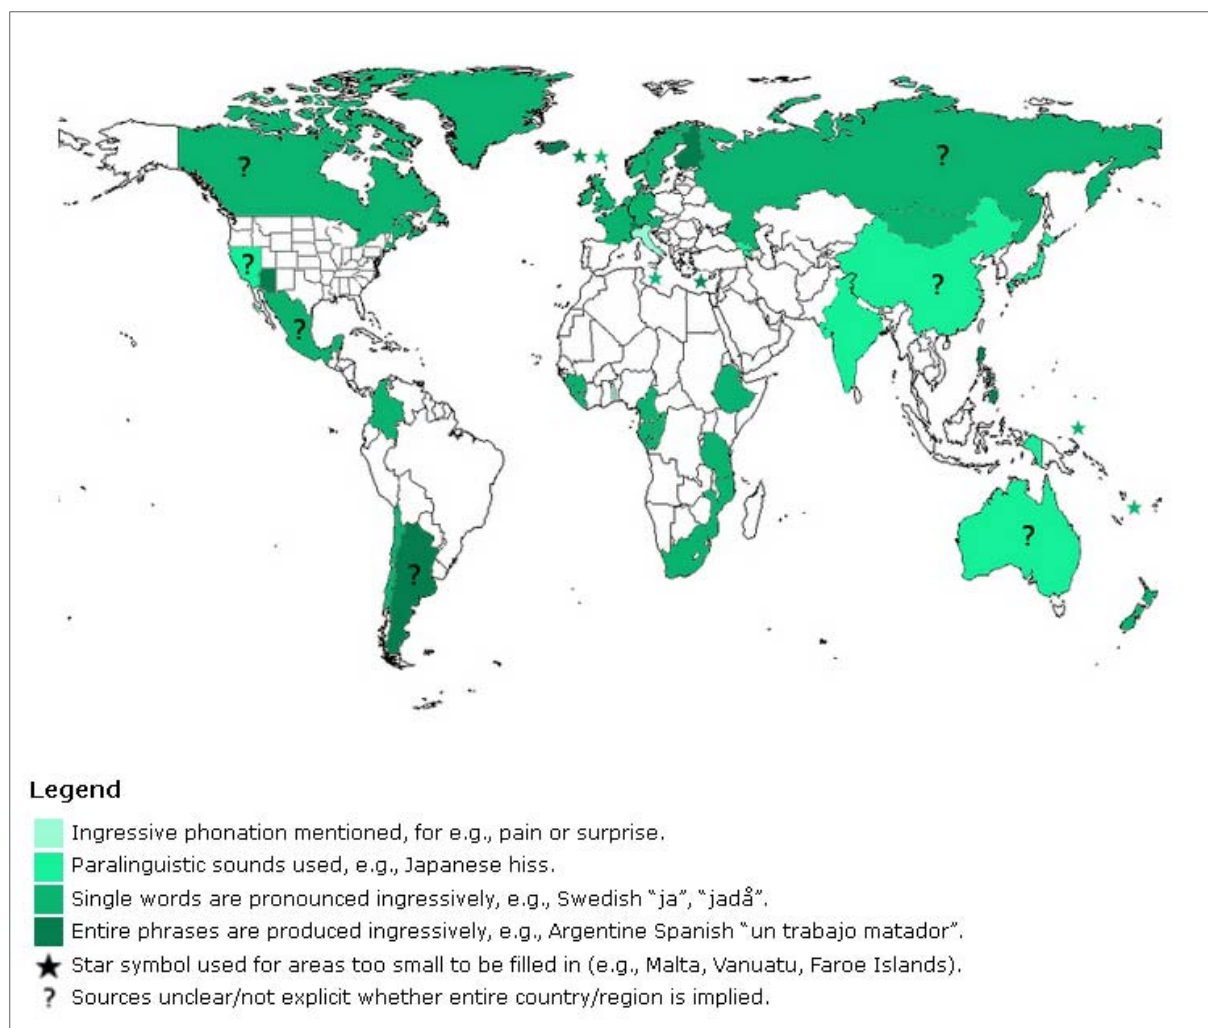 ?
?
?
?
?
?
?
Legend
Ingressive phonation mentioned, for e.g., pain or surprise.
Paralinguistic sounds used, e.g., Japanese hiss.
Single words are pronounced ingressively, e.g., Swedish “ja”, “jadå”.
Entire phrases are produced ingressively, e.g., Argentine Spanish “un trabajo matador”.
Star symbol used for areas too small to be filled in (e.g., Malta, Vanuatu, Faroe Islands).
? Sources unclear/not explicit whether entire country/region is implied.